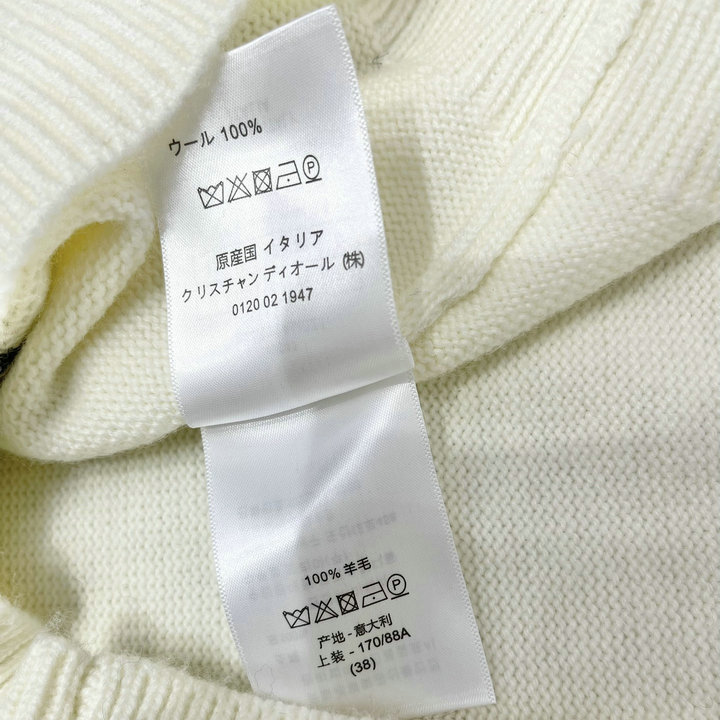 ウール 100%
P
原産国 イタリア
クリスチャン ディオール ㈱
0120 02 1947
100% 羊毛
P
产地 - 意大利
上装 - 170/88A
(38)